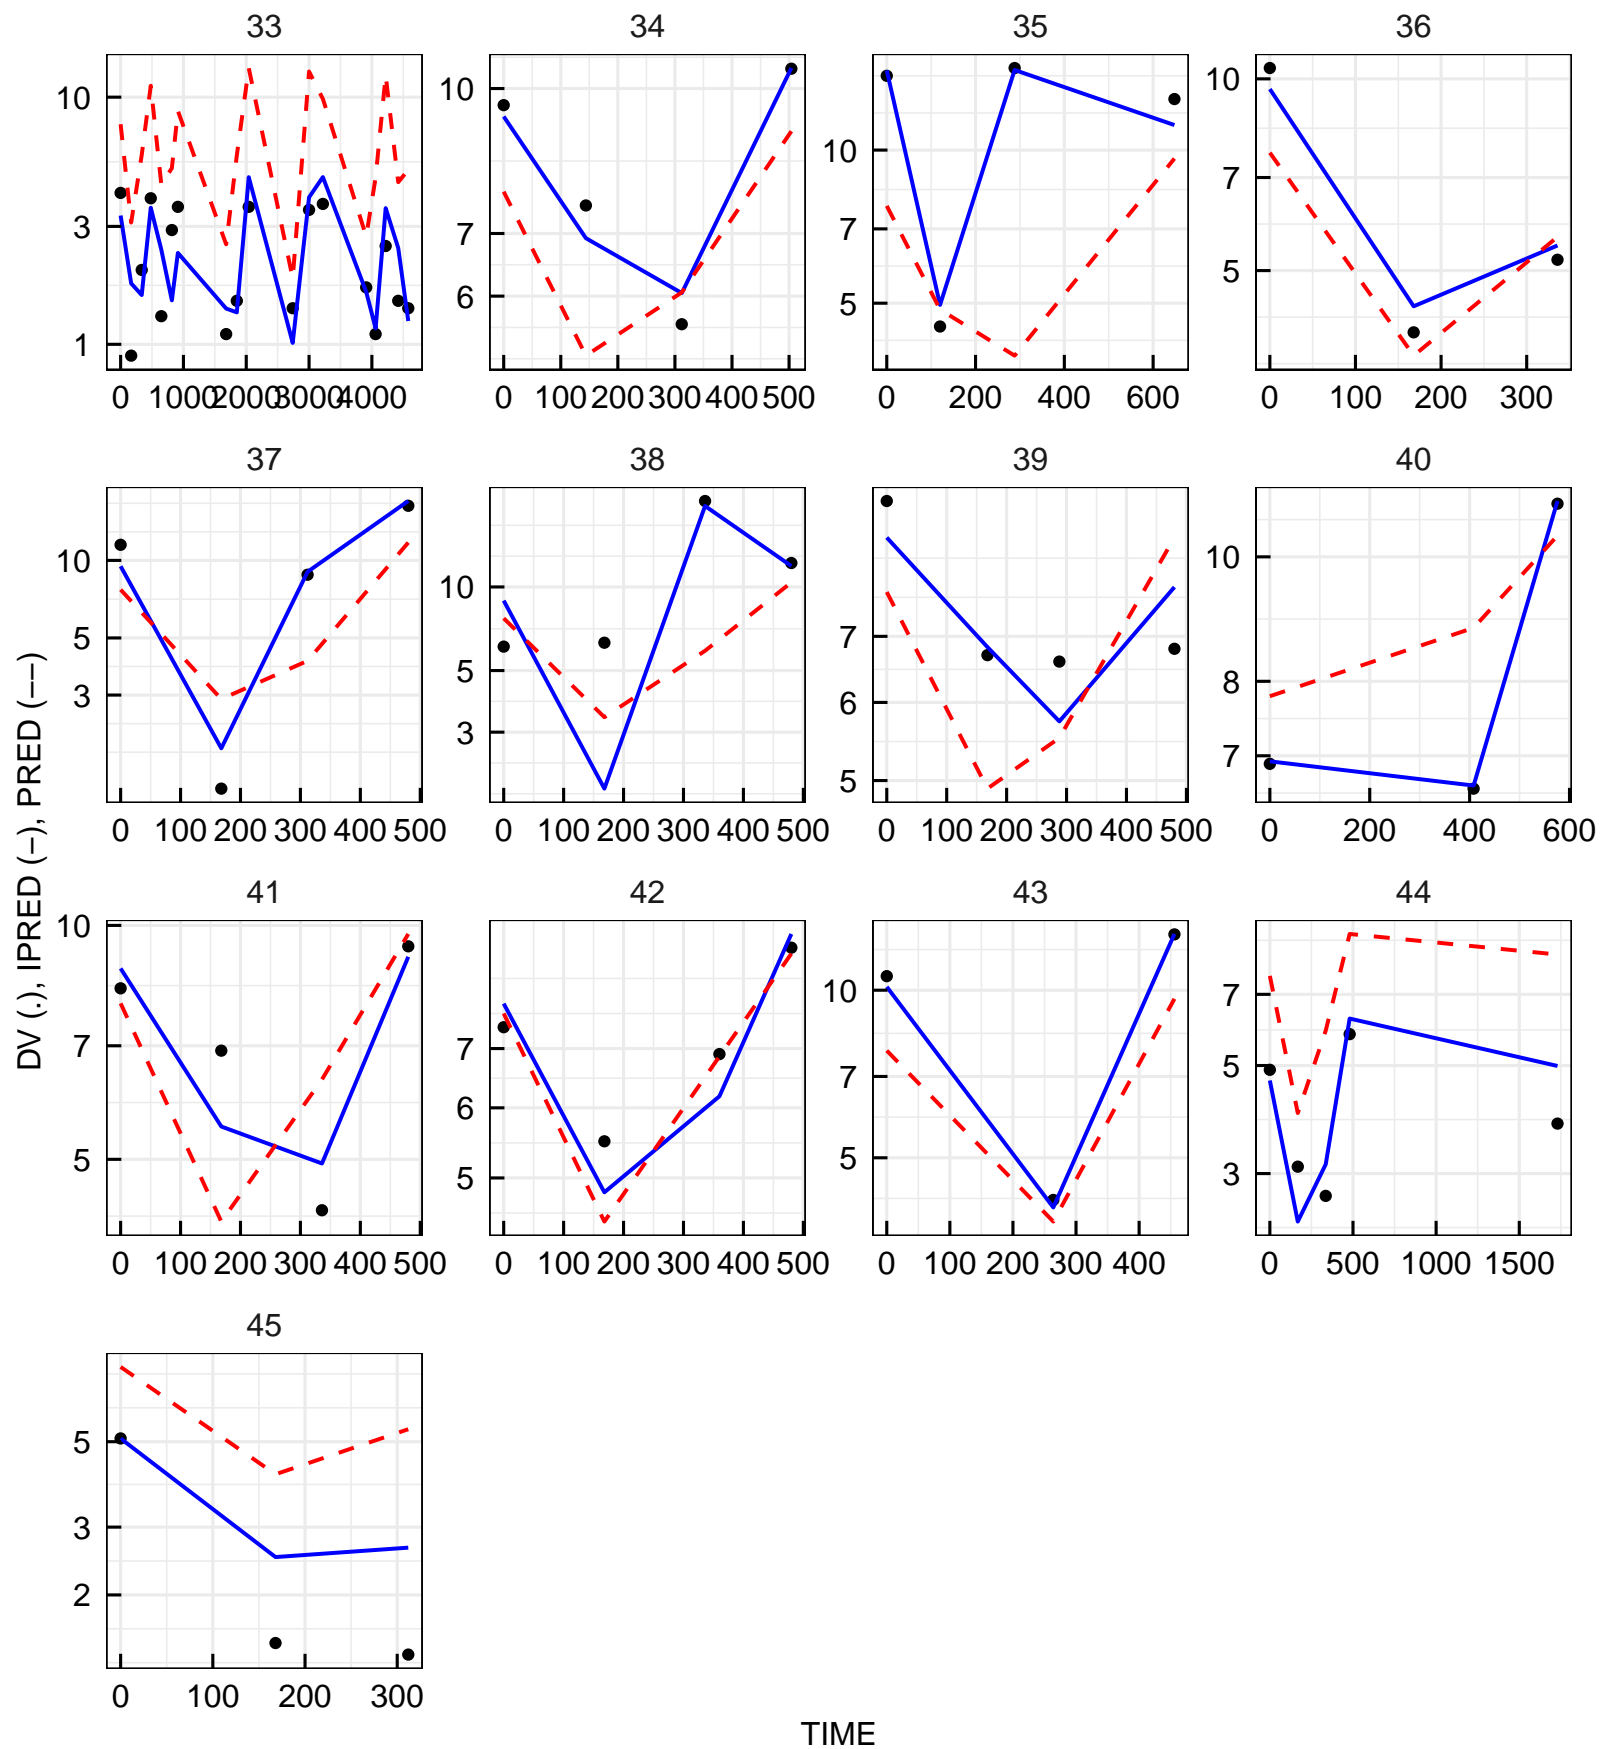 33 34 35 36
10 10 10 10
3 7 7 7
1 6 5 5
0 1000 2000 3000 4000 0 100 200 300 400 500 0 200 400 600 0 100 200 300
37 38 39 40
10 10 7 10
5 5 6 8
3 3 5 7
0 100 200 300 400 500 0 100 200 300 400 500 0 100 200 300 400 500 0 200 400 600
DV (.), IPRED (−), PRED (−−)
41 42 43 44
10 7 10 7
7 6 7 5
5 5 5 3
0 100 200 300 400 500 0 100 200 300 400 500 0 100 200 300 400 0 500 1000 1500
45
5
3
2
0 100 200 300
TIME